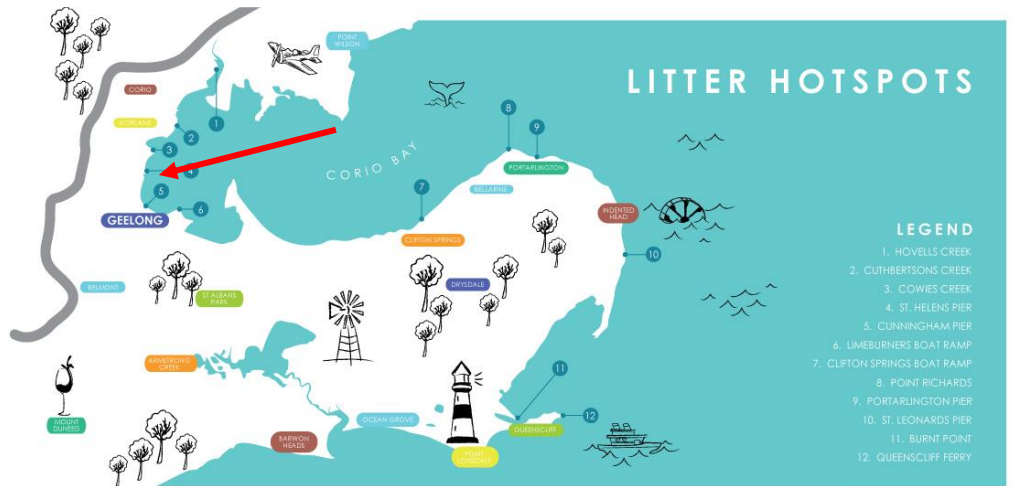 LITTER HOTSPOTS
POINT
WILSON
CORIO
NORLANE
1
2
3
4
5
6
GEELONG
CORIO BAY
7
8
9
PORTARLINGTON
BELLARINE
CLIFTON SPRINGS
INDENTED
HEAD
10
BELMONT
ST ALBANS
PARK
DRYSDALE
ARMSTRONG
CREEK
MOUNT
DUNEED
BARWON
HEADS
OCEAN GROVE
POINT
LONSDALE
QUEENSCLIFF
11
12
LEGEND
1. HOVELLS CREEK
2. CUTHBERTSONS CREEK
3. COWIES CREEK
4. ST. HELENS PIER
5. CUNNINGHAM PIER
6. LIMEBURNERS BOAT RAMP
7. CLIFTON SPRINGS BOAT RAMP
8. POINT RICHARDS
9. PORTARLINGTON PIER
10. ST. LEONARDS PIER
11. BURNT POINT
12. QUEENSCLIFF FERRY